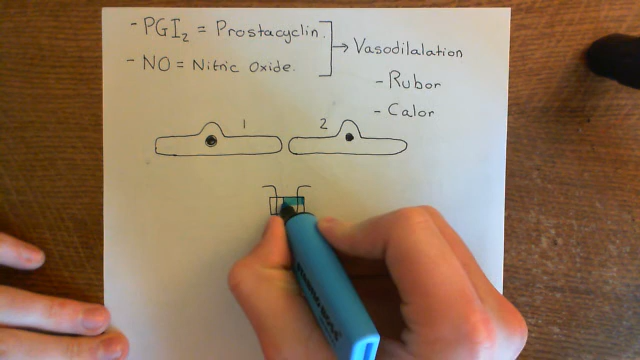 - PGI₂ = Prostacyclin.
- NO = Nitric Oxide.
→ Vasodilalation
- Rubor
- Calor
1
2